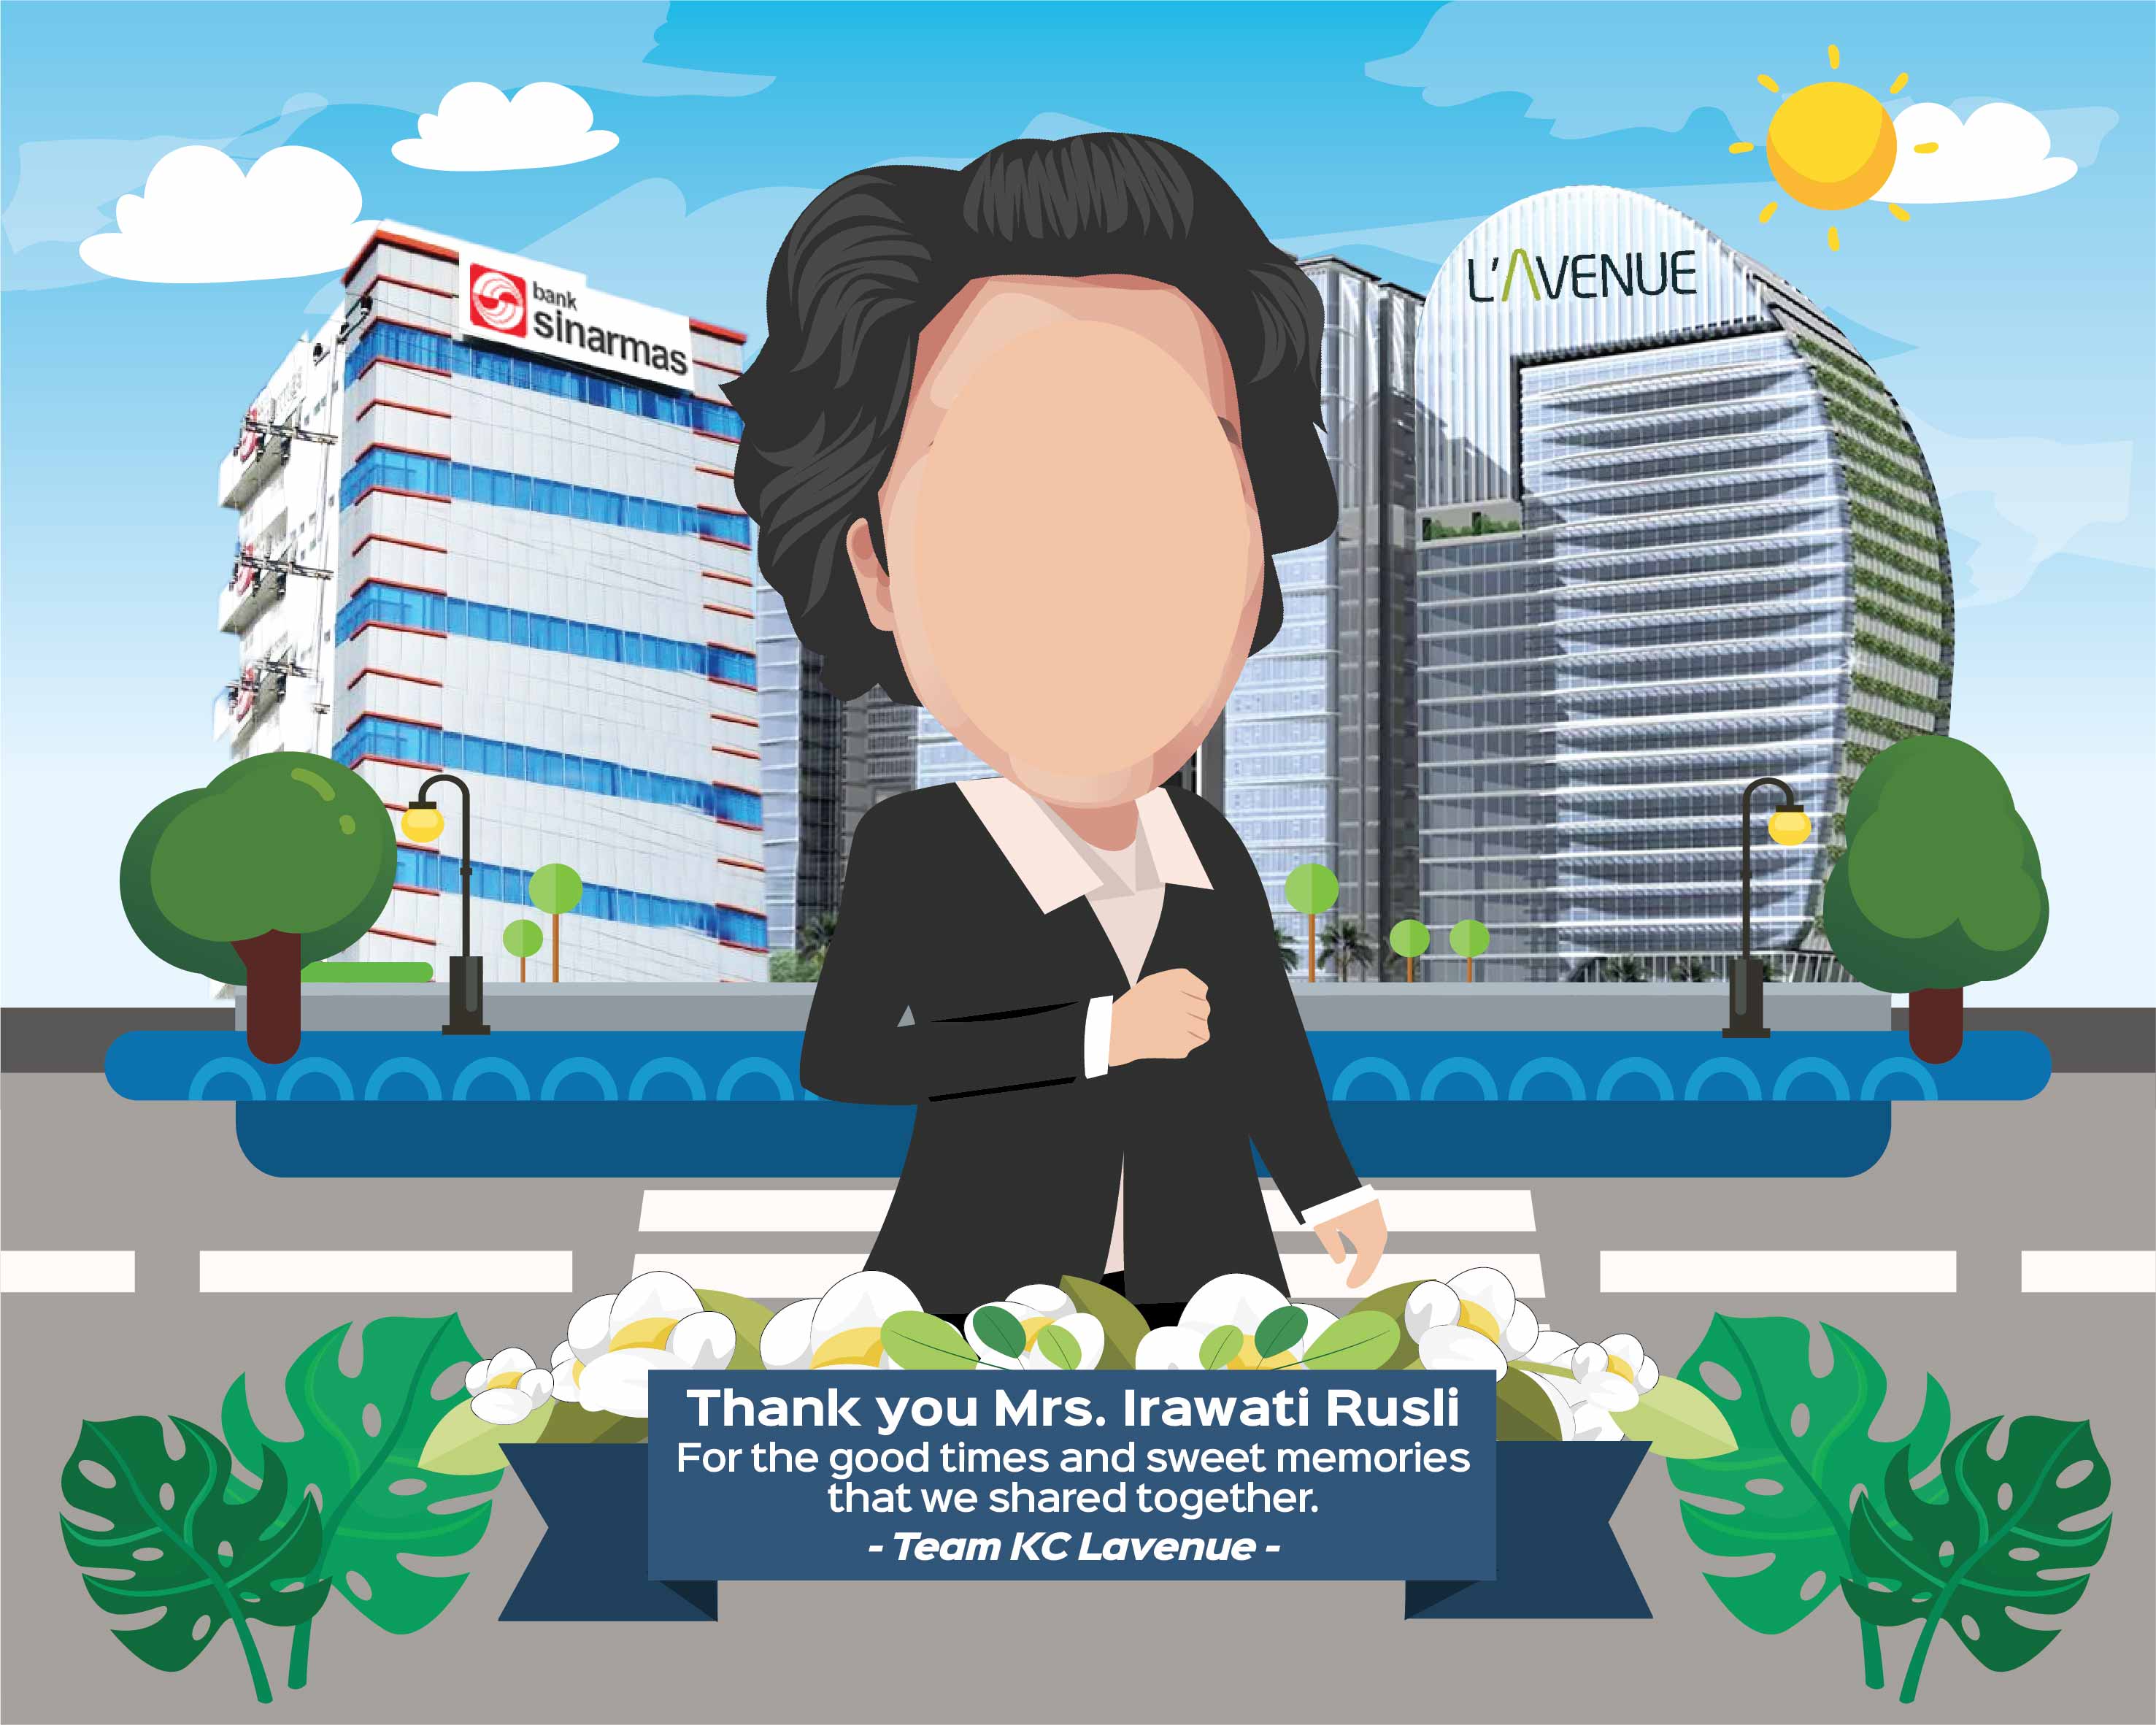 bank
sinarmas
L'AVENUE
Thank you Mrs. Irawati Rusli
For the good times and sweet memories
that we shared together.
- Team KC Lavenue -